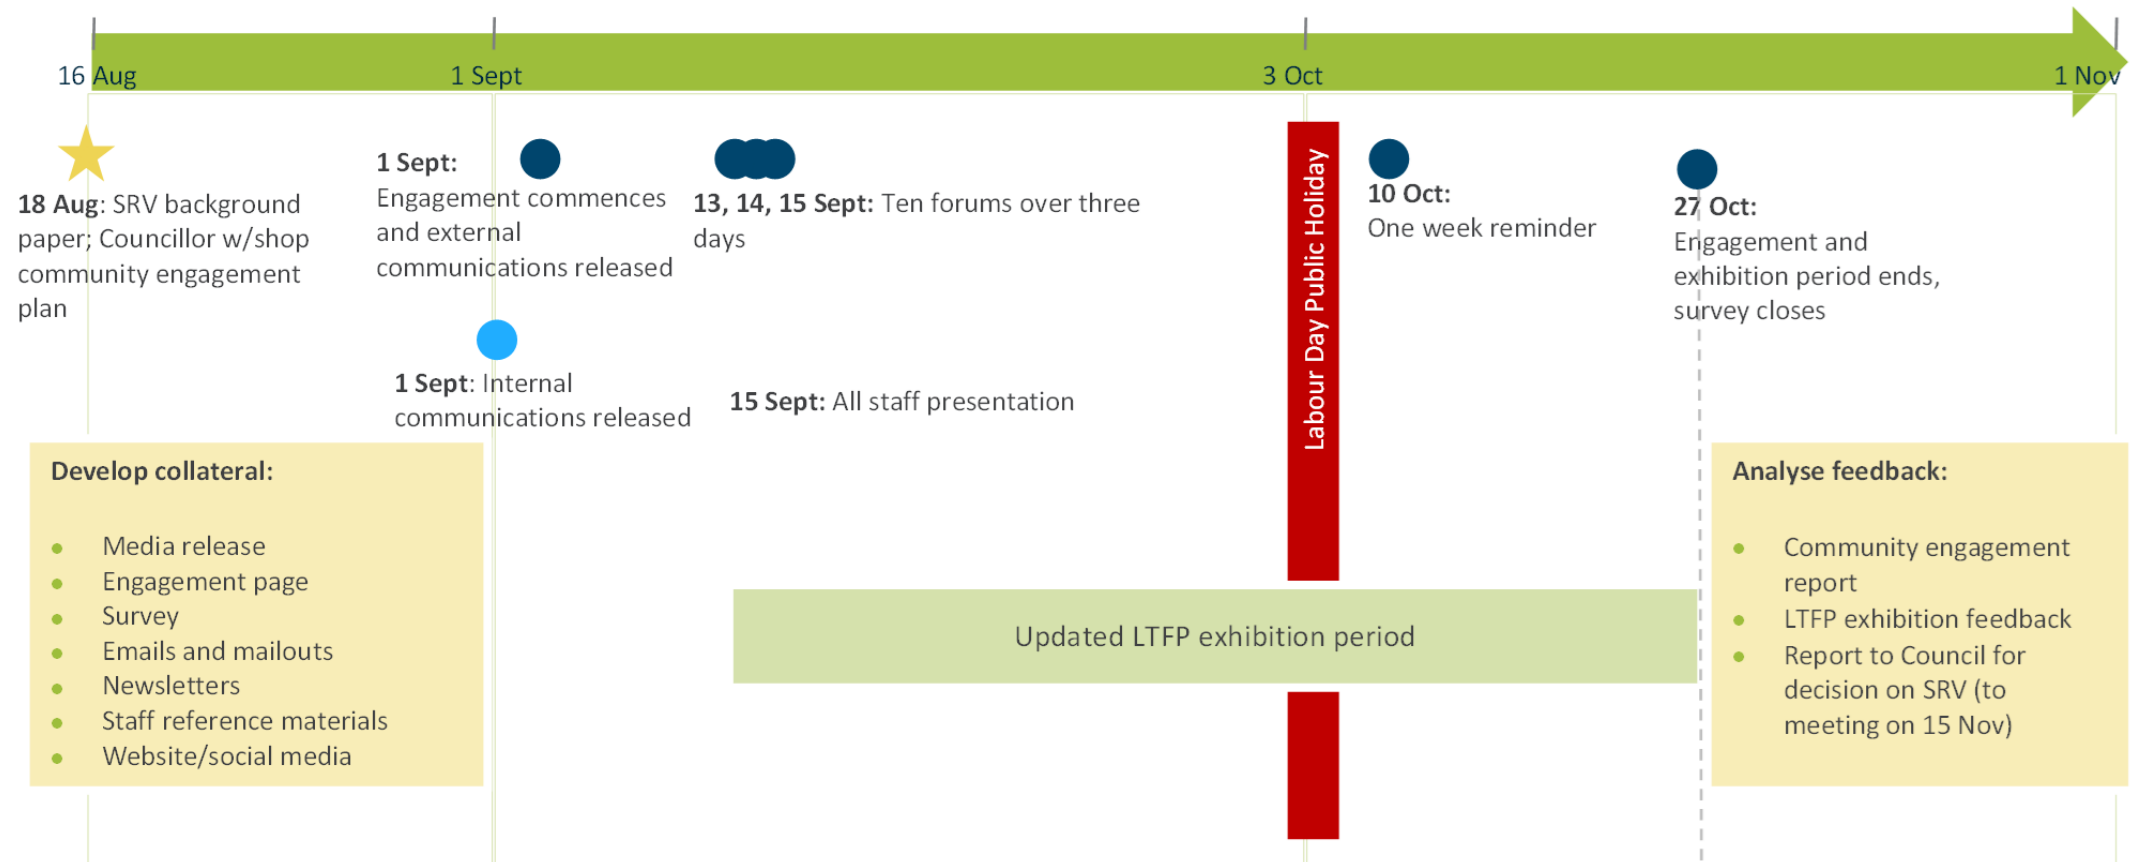 16 Aug
1 Sept
3 Oct
1 Nov
18 Aug: SRV background
paper; Councillor w/shop
community engagement
plan
1 Sept:
Engagement commences
and external
communications released
13, 14, 15 Sept: Ten forums over three
days
Labour Day Public Holiday
10 Oct:
One week reminder
27 Oct:
Engagement and
exhibition period ends,
survey closes
1 Sept: Internal
communications released
15 Sept: All staff presentation
Develop collateral:
Media release
Engagement page
Survey
Emails and mailouts
Newsletters
Staff reference materials
Website/social media
Updated LTFP exhibition period
Analyse feedback:
Community engagement
report
LTFP exhibition feedback
Report to Council for
decision on SRV (to
meeting on 15 Nov)